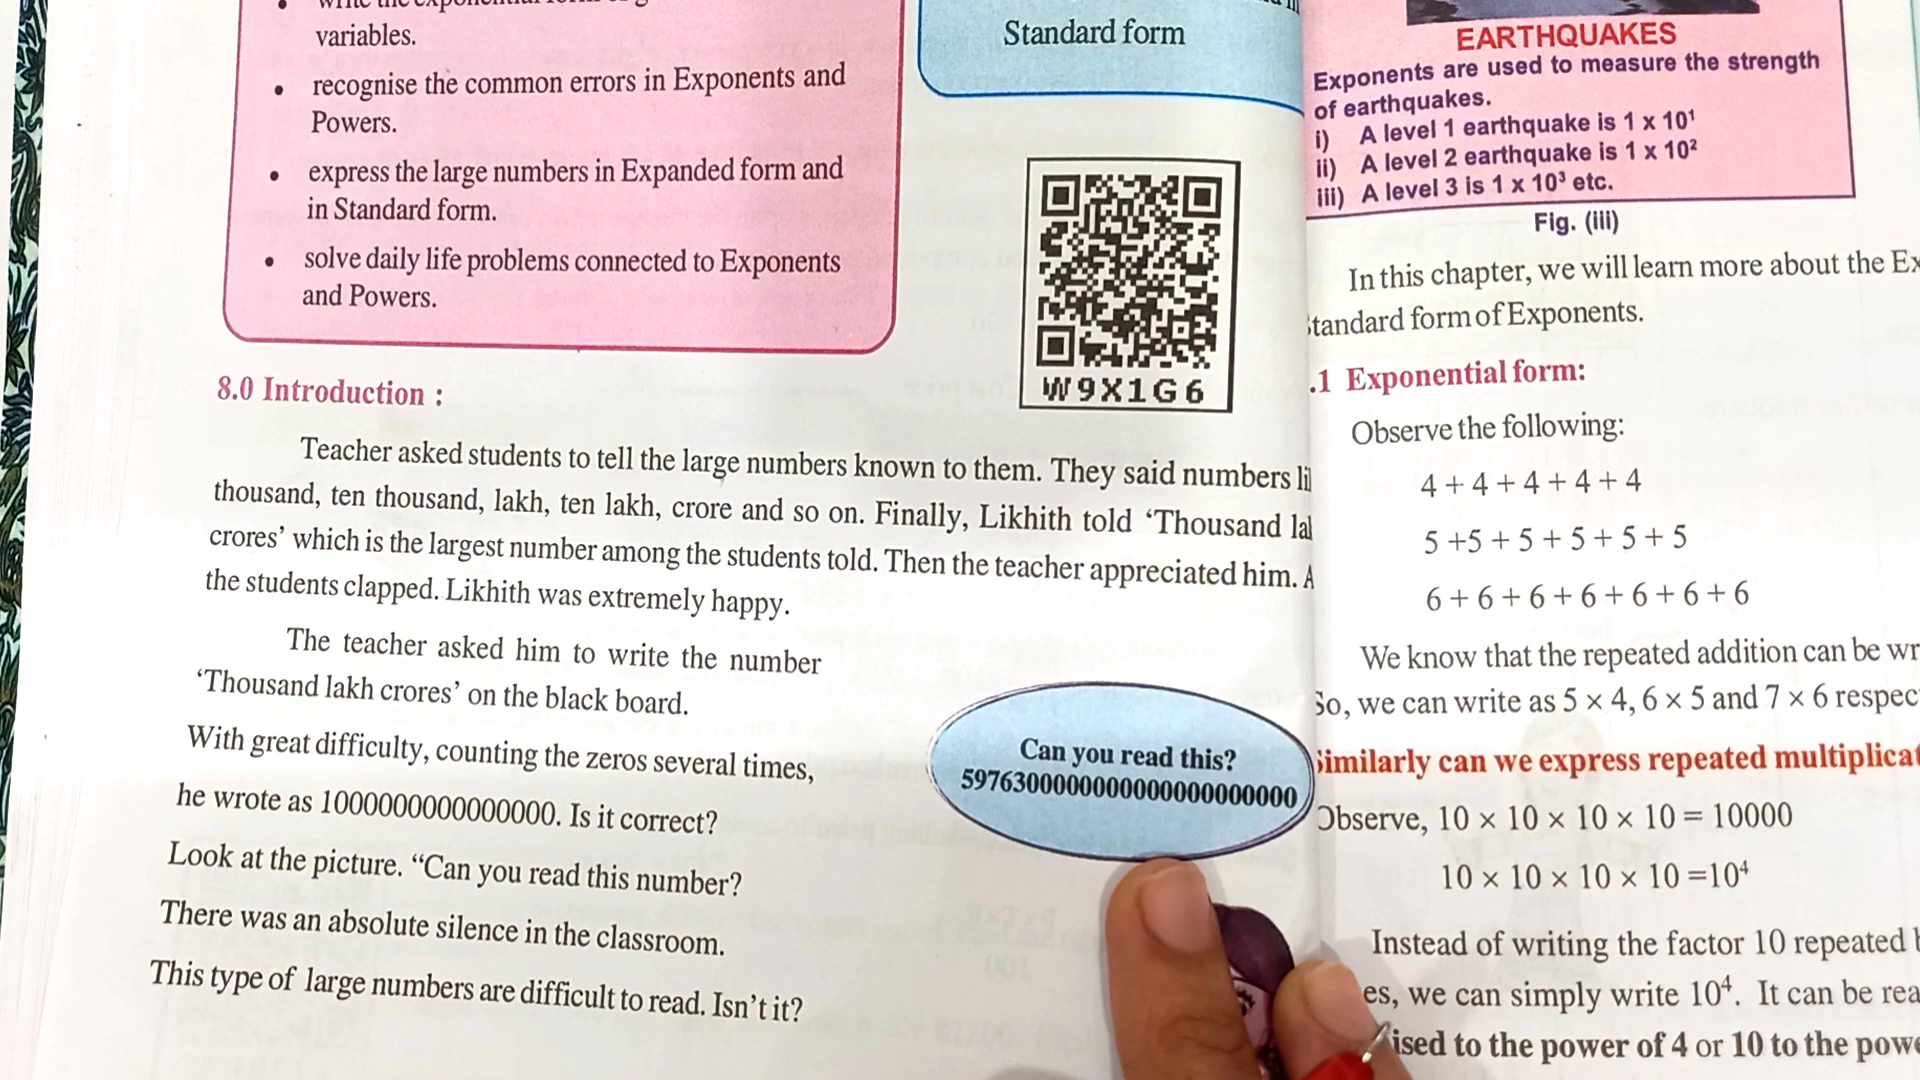 variables.
• recognise the common errors in Exponents and
Powers.
• express the large numbers in Expanded form and
in Standard form.
• solve daily life problems connected to Exponents
and Powers.
Standard form
W9X1G6
8.0 Introduction :
Teacher asked students to tell the large numbers known to them. They said numbers
thousand, ten thousand, lakh, ten lakh, crore and so on. Finally, Likhith told ‘Thousand
crores’ which is the largest number among the students told. Then the teacher appreciated him.
the students clapped. Likhith was extremely happy.
The teacher asked him to write the number
‘Thousand lakh crores’ on the black board.
With great difficulty, counting the zeros several times,
he wrote as 1000000000000000. Is it correct?
Look at the picture. “Can you read this number?
There was an absolute silence in the classroom.
This type of large numbers are difficult to read. Isn’t it?
Can you read this?
EARTHQUAKES
Exponents are used to measure the strength
of earthquakes.
i) A level 1 earthquake is 1 x 10¹
ii) A level 2 earthquake is 1 x 10²
iii) A level 3 is 1 x 10³ etc.
Fig. (iii)
In this chapter, we will learn more about the
tandard form of Exponents.
.1 Exponential form:
Observe the following:
4 + 4 + 4 + 4 + 4
5 +5 + 5 + 5 + 5 + 5
6 + 6 + 6 + 6 + 6 + 6 + 6
We know that the repeated addition can be
So, we can write as 5 × 4, 6 × 5 and 7 × 6
Similarly can we express repeated
Observe, 10 × 10 × 10 × 10 = 10000
10 × 10 × 10 × 10 =10⁴
Instead of writing the factor 10 repeated
es, we can simply write 10⁴. It can be
ised to the power of 4 or 10 to the